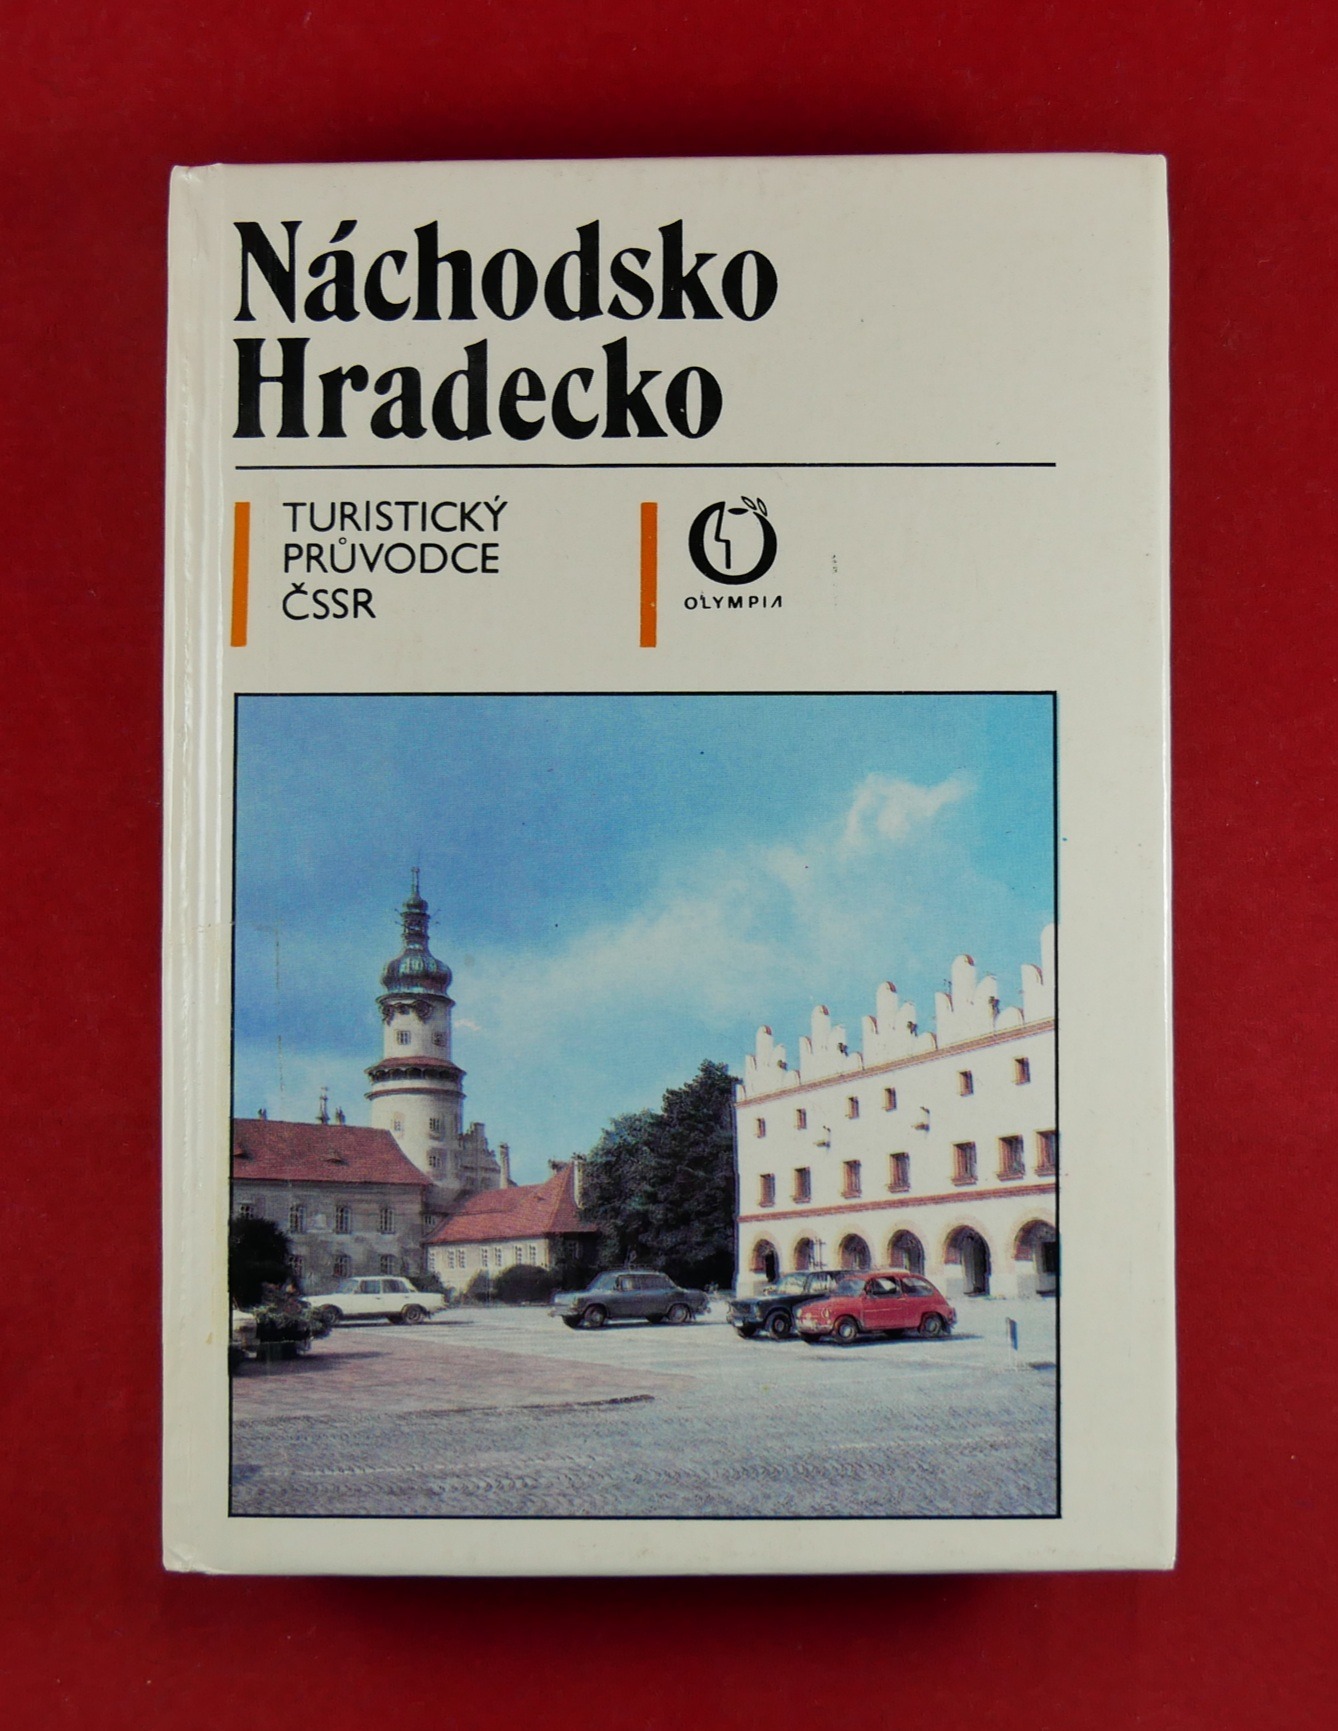 Náchodsko
Hradecko
TURISTICKÝ
PRŮVODCE
ČSSR
OLYMPIA